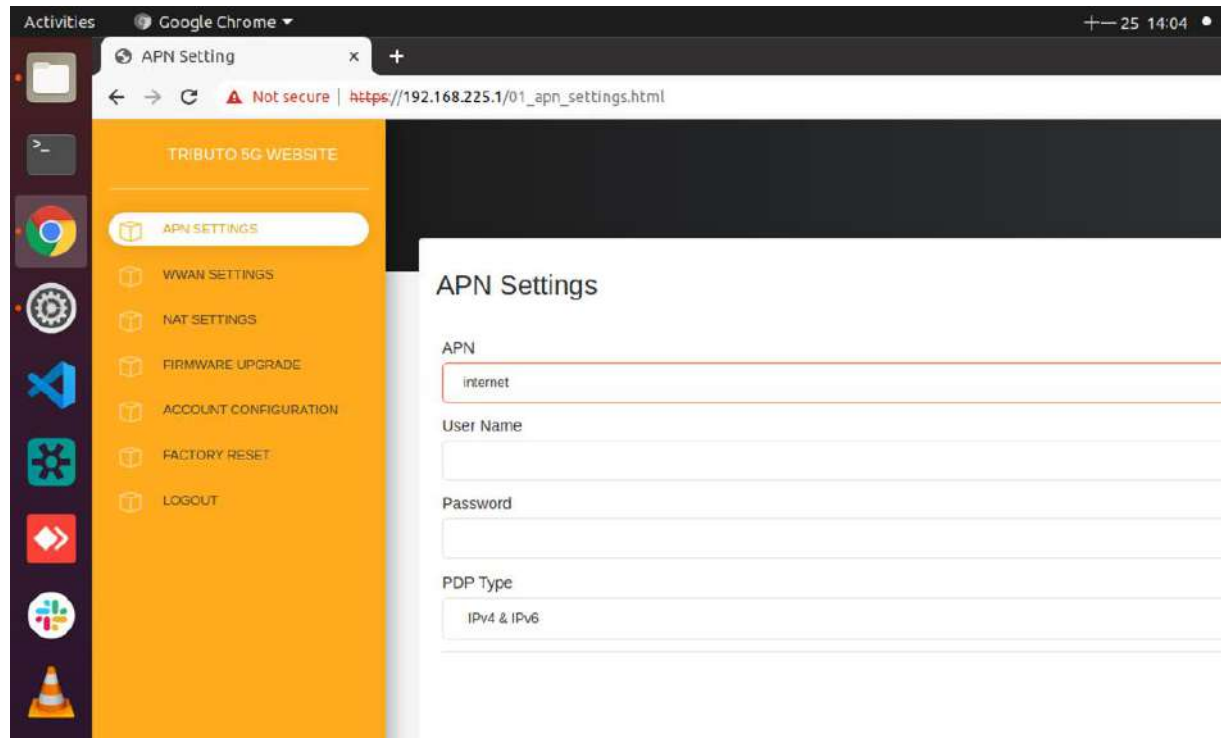 Activities Google Chrome 十一 25 14:04
APN Setting
Not secure | https://192.168.225.1/01_apn_settings.html
TRIBUTO 5G WEBSITE
APN SETTINGS
WWAN SETTINGS
NAT SETTINGS
FIRMWARE UPGRADE
ACCOUNT CONFIGURATION
FACTORY RESET
LOGOUT
APN Settings
APN
internet
User Name
Password
PDP Type
IPv4 & IPv6